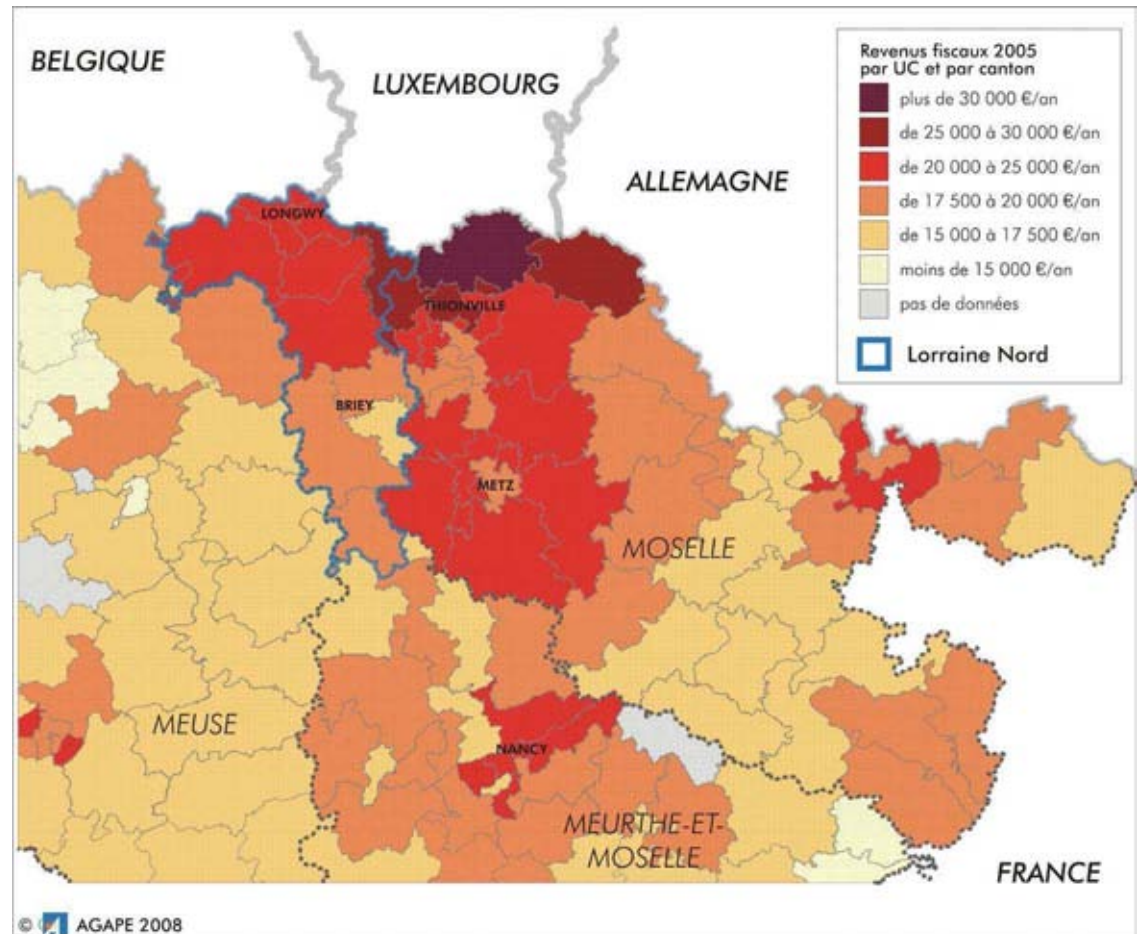 BELGIQUE
LUXEMBOURG
ALLEMAGNE
Revenus fiscaux 2005
par UC et par canton
plus de 30 000 €/an
de 25 000 à 30 000 €/an
de 20 000 à 25 000 €/an
de 17 500 à 20 000 €/an
de 15 000 à 17 500 €/an
moins de 15 000 €/an
pas de données
Lorraine Nord
LONGWY
THIONVILLE
BRIEY
METZ
MOSELLE
MEUSE
NANCY
MEURTHE-ET-
MOSELLE
FRANCE
© AGAPE 2008